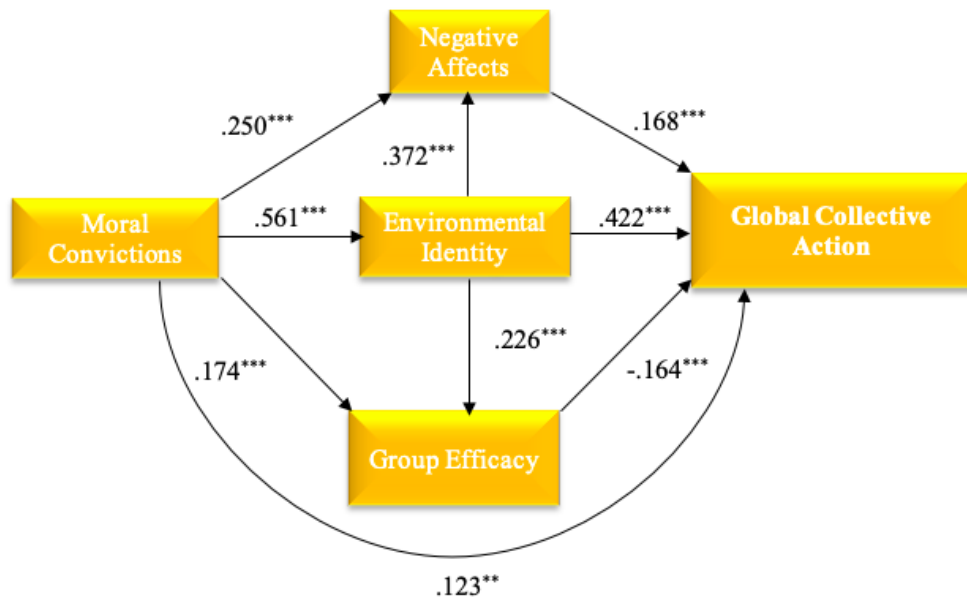 Negative
Affects
.250***
.168***
.372***
Moral
Convictions
.561***
Environmental
Identity
.422***
Global Collective
Action
.174***
.226***
-.164***
Group Efficacy
.123**